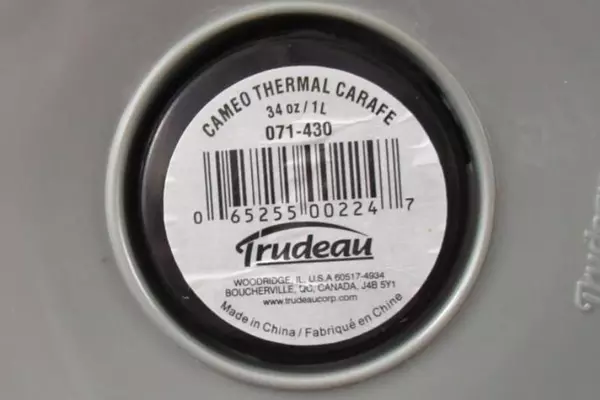 CAMEO THERMAL CARAFE
34 oz / 1L
071-430
0 65255 00224 7
Trudeau
WOODRIDGE, IL, U.S.A 60517-4934
BOUCHERVILLE, QC, CANADA, J4B 5Y1
www.trudeaucorp.com
Made in China / Fabriqué en Chine
Trudeau